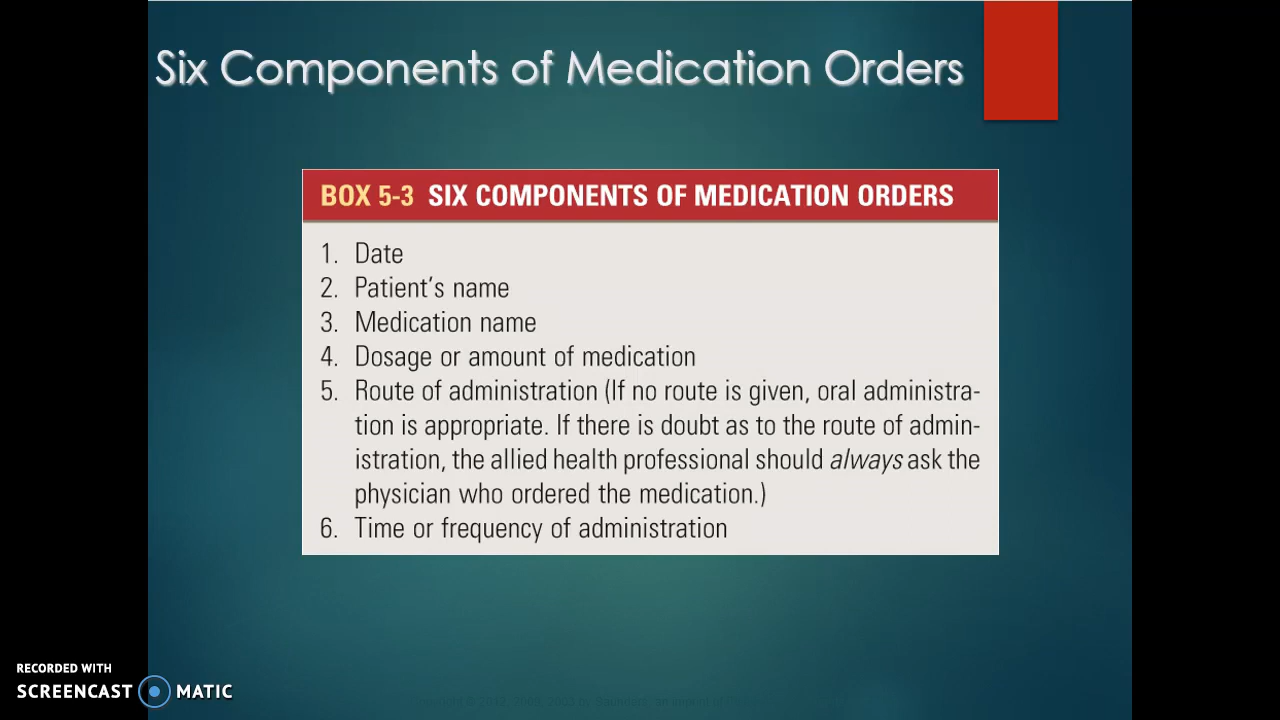 Six Components of Medication Orders
BOX 5-3 SIX COMPONENTS OF MEDICATION ORDERS
1. Date
2. Patient's name
3. Medication name
4. Dosage or amount of medication
5. Route of administration (If no route is given, oral administra-
tion is appropriate. If there is doubt as to the route of admin-
istration, the allied health professional should always ask the
physician who ordered the medication.)
6. Time or frequency of administration
RECORDED WITH
SCREENCAST MATIC